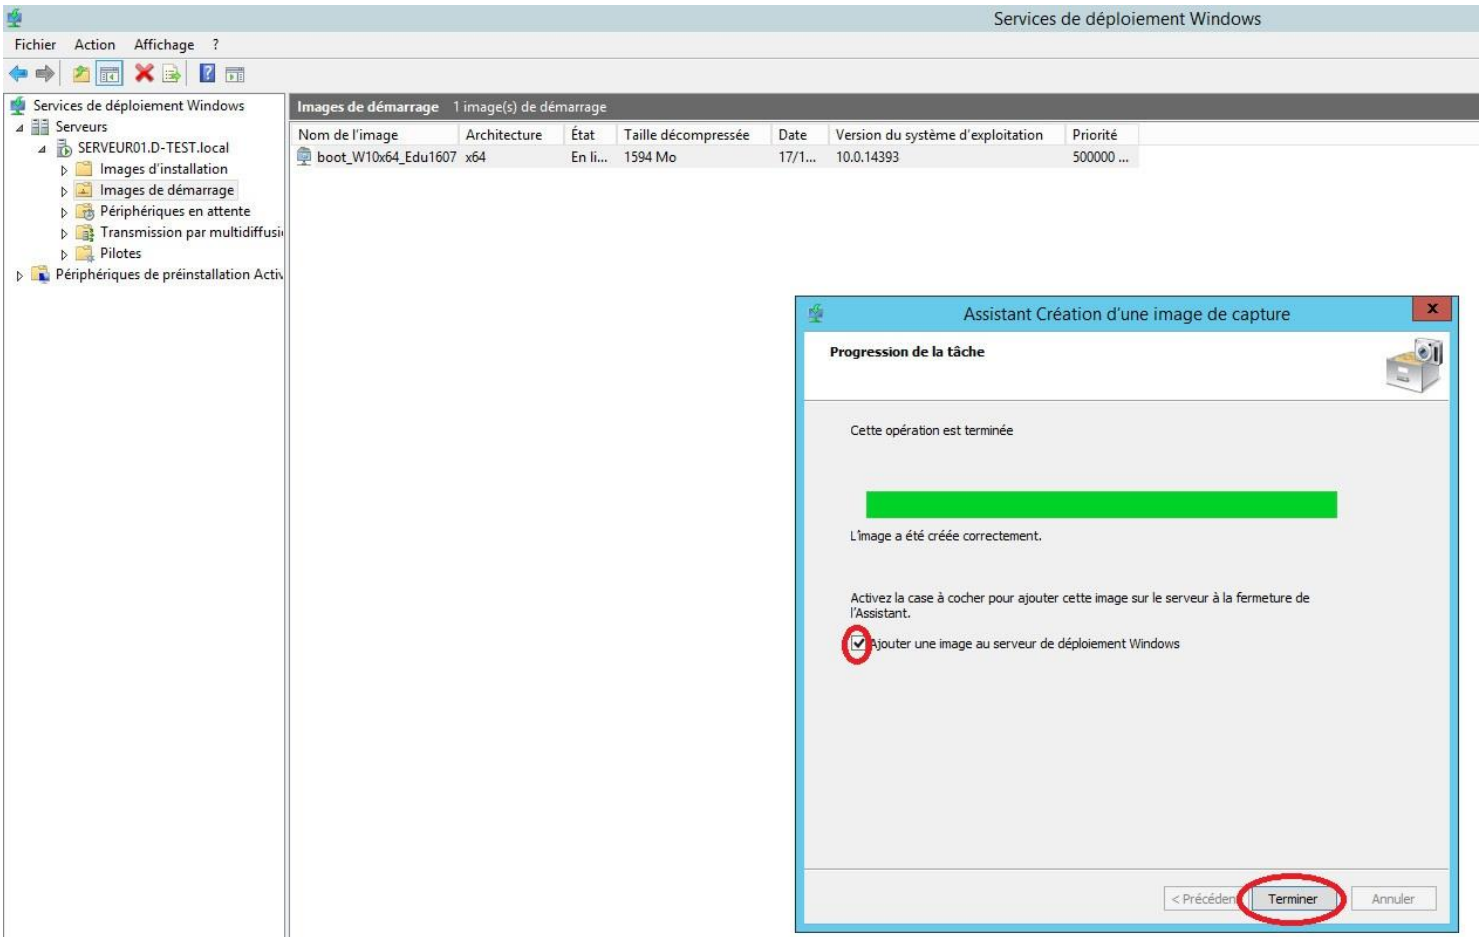 Services de déploiement Windows
Fichier Action Affichage ?
Services de déploiement Windows
Serveurs
SERVEUR01.D-TEST.local
Images d'installation
Images de démarrage
Périphériques en attente
Transmission par multidiffusi
Pilotes
Périphériques de préinstallation Activ
Images de démarrage 1 image(s) de démarrage
Nom de l'image Architecture État Taille décompressée Date Version du système d'exploitation Priorité
boot_W10x64_Edu1607 x64 En li... 1594 Mo 17/1... 10.0.14393 500000 ...
Assistant Création d'une image de capture
x
Progression de la tâche
Cette opération est terminée
L'image a été créée correctement.
Activez la case à cocher pour ajouter cette image sur le serveur à la fermeture de
l'Assistant.
Ajouter une image au serveur de déploiement Windows
< Précéden Terminer Annuler